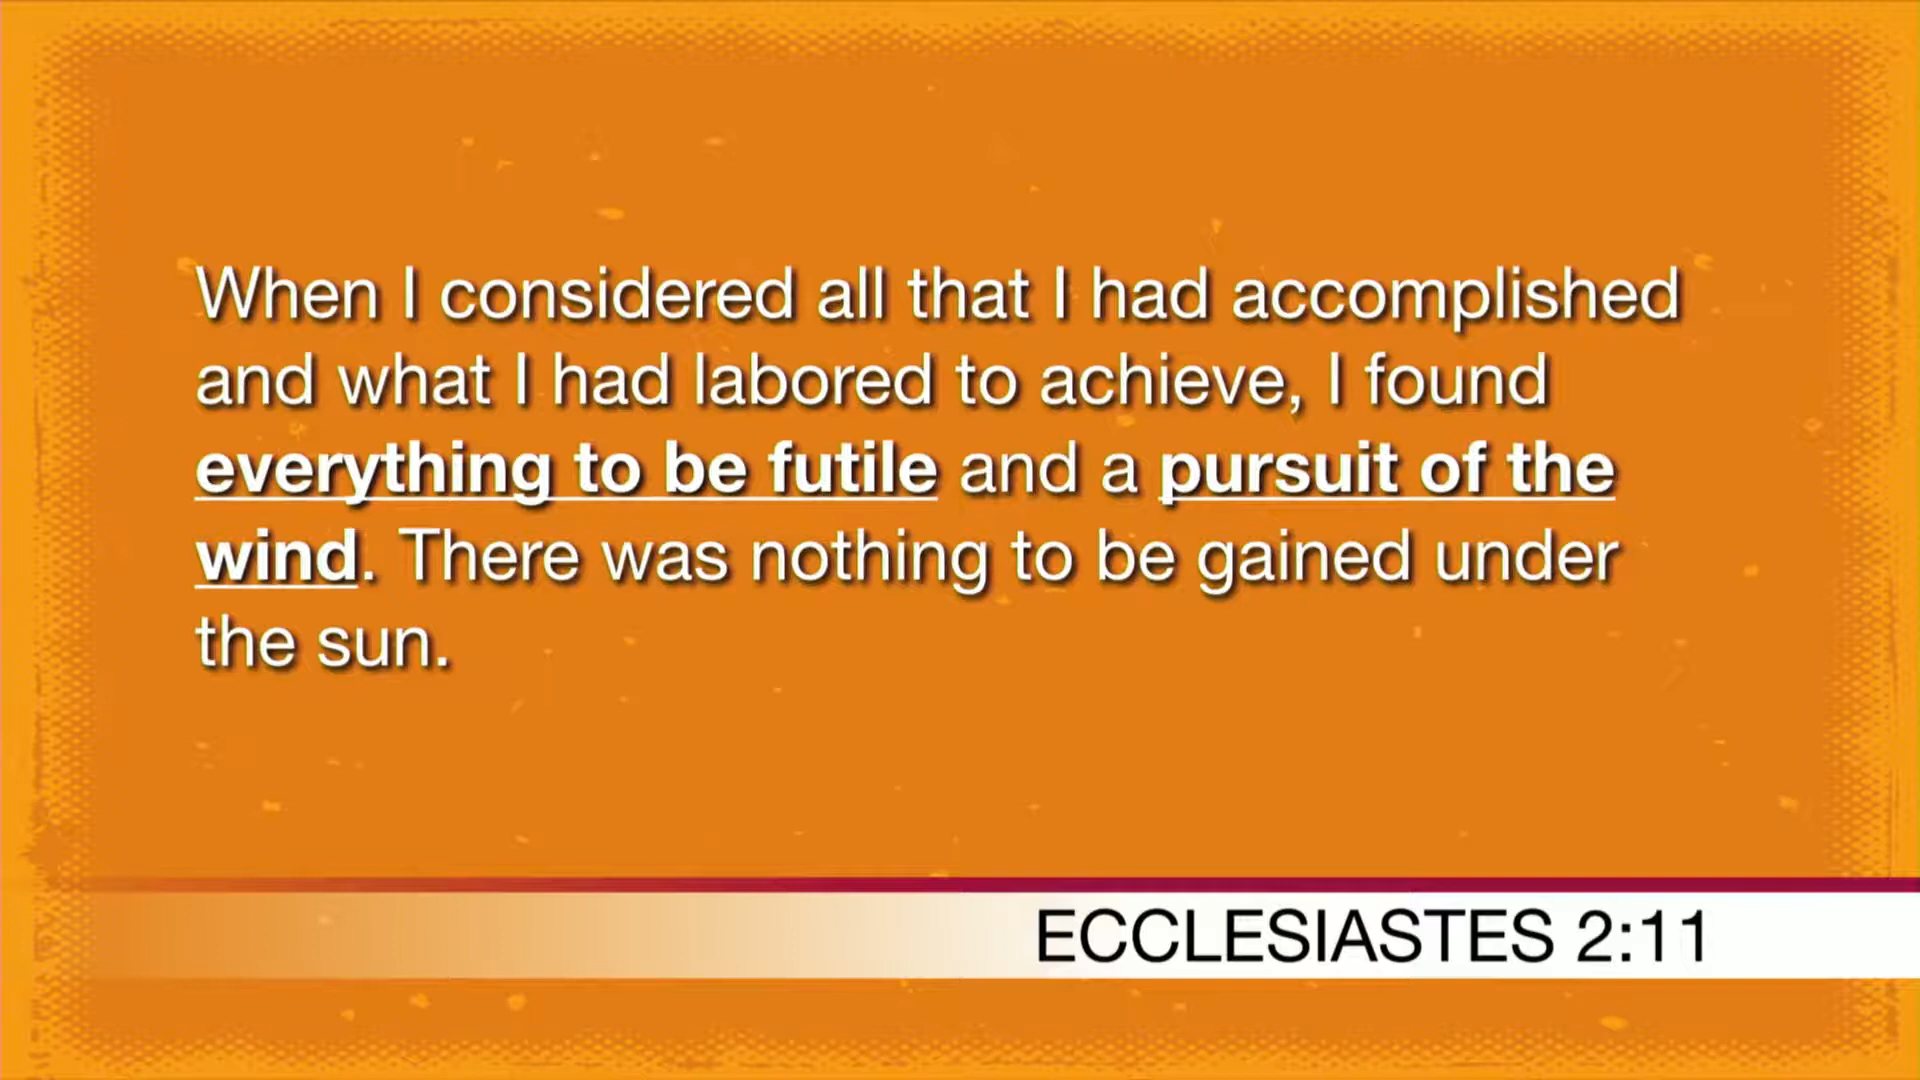 When I considered all that I had accomplished
and what I had labored to achieve, I found
everything to be futile and a pursuit of the
wind. There was nothing to be gained under
the sun.
ECCLESIASTES 2:11